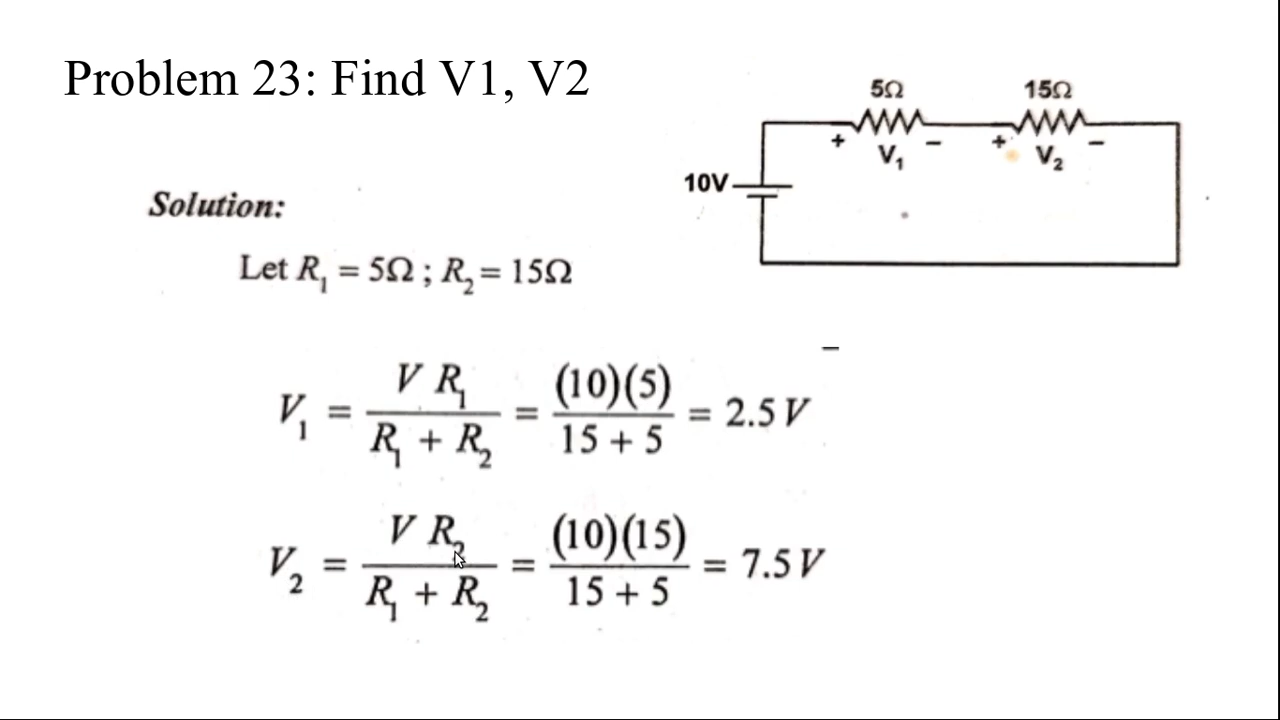 Problem 23: Find V1, V2
5Ω 15Ω
+ V₁ − + V₂ −
10V
Solution:
Let R₁ = 5Ω ; R₂ = 15Ω
V₁ = V R₁ / R₁ + R₂ = (10)(5) / 15 + 5 = 2.5 V
V₂ = V R₂ / R₁ + R₂ = (10)(15) / 15 + 5 = 7.5 V